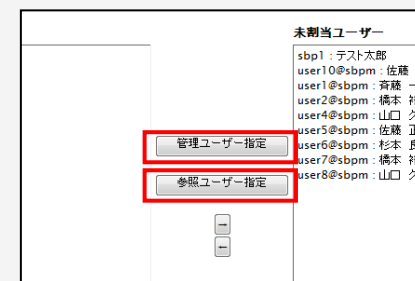 未割当ユーザー
sbp1 : テスト太郎
user10@sbpm : 佐藤
user1@sbpm : 斉藤 一
user2@sbpm : 橋本
user4@sbpm : 山口
user5@sbpm : 佐藤
user6@sbpm : 杉本
user7@sbpm : 橋本
user8@sbpm : 山口
管理ユーザー指定
参照ユーザー指定
→
←